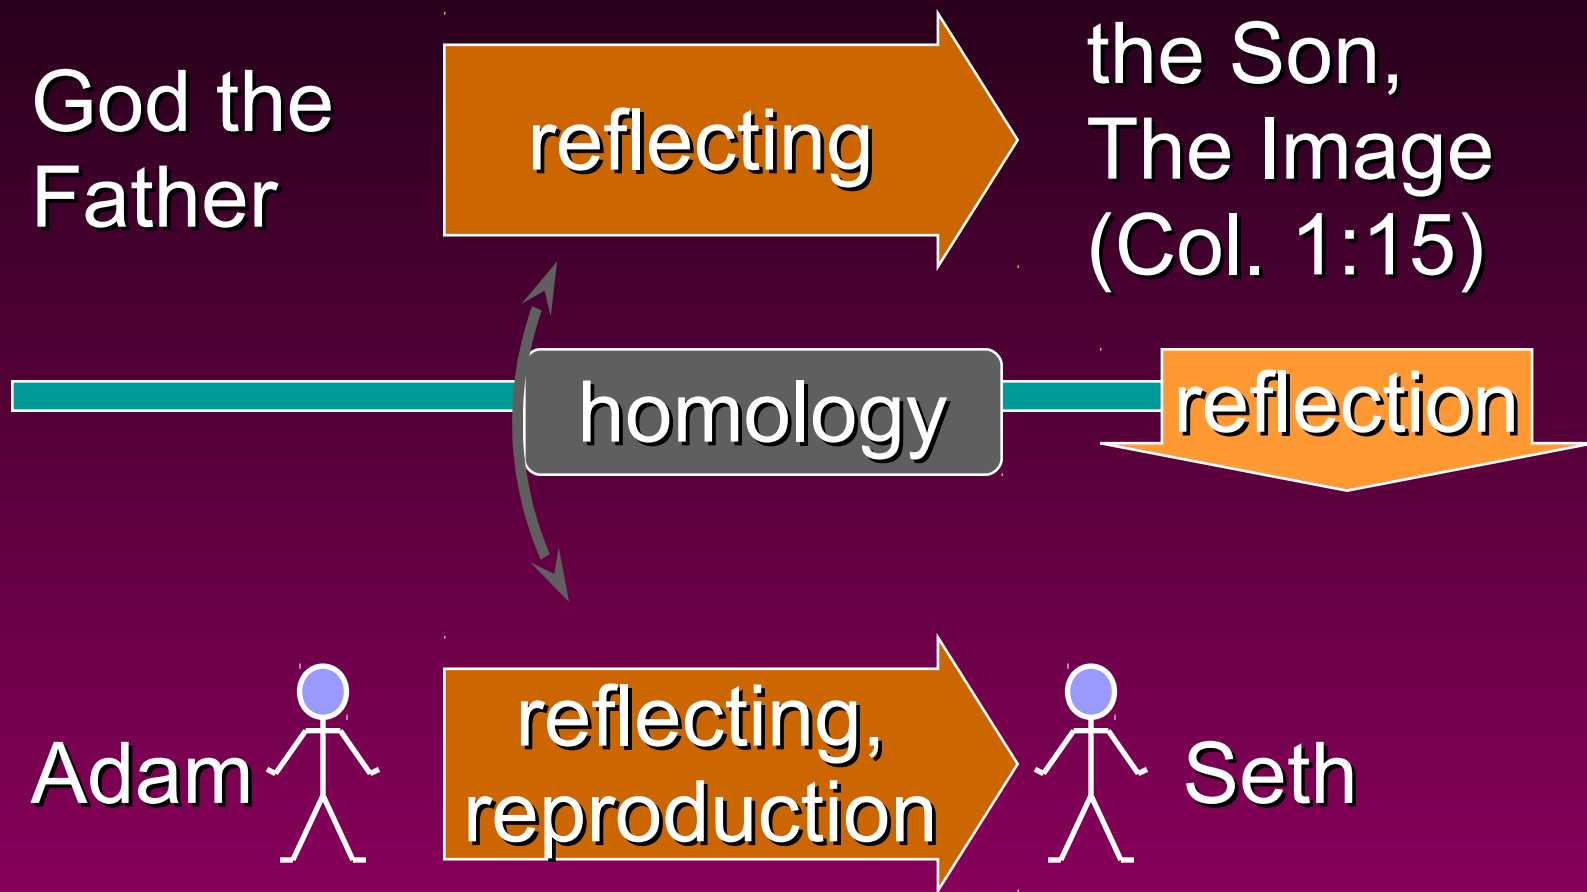 God the
Father
reflecting
the Son,
The Image
(Col. 1:15)
homology
reflection
Adam
reflecting,
reproduction
Seth